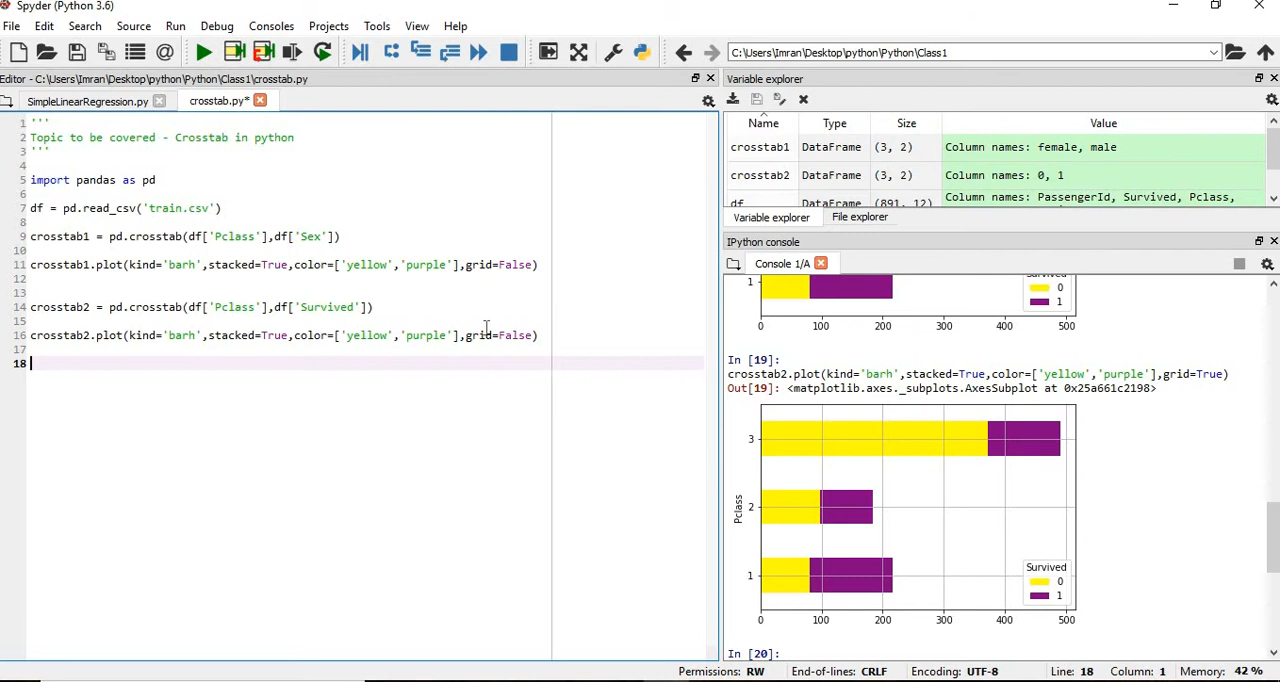 Spyder (Python 3.6)
File Edit Search Source Run Debug Consoles Projects Tools View Help
C:\Users\Imran\Desktop\python\Python\Class1
Editor - C:\Users\Imran\Desktop\python\Python\Class1\crosstab.py
SimpleLinearRegression.py crosstab.py*
1 '''
2 Topic to be covered - Crosstab in python
3 '''
4
5 import pandas as pd
6
7 df = pd.read_csv('train.csv')
8
9 crosstab1 = pd.crosstab(df['Pclass'],df['Sex'])
10
11 crosstab1.plot(kind='barh',stacked=True,color=['yellow','purple'],grid=False)
12
13
14 crosstab2 = pd.crosstab(df['Pclass'],df['Survived'])
15
16 crosstab2.plot(kind='barh',stacked=True,color=['yellow','purple'],grid=False)
17
18
Variable explorer
Name Type Size Value
crosstab1 DataFrame (3, 2) Column names: female, male
crosstab2 DataFrame (3, 2) Column names: 0, 1
df DataFrame (891, 12) Column names: PassengerId, Survived, Pclass,
Variable explorer File explorer
IPython console
Console 1/A
Survived
1 0
1
0 100 200 300 400 500
In [19]:
crosstab2.plot(kind='barh',stacked=True,color=['yellow','purple'],grid=True)
Out[19]: <matplotlib.axes._subplots.AxesSubplot at 0x25a661c2198>
3
Pclass
2
1
Survived
0
1
0 100 200 300 400 500
In [20]:
Permissions: RW End-of-lines: CRLF Encoding: UTF-8 Line: 18 Column: 1 Memory: 42 %